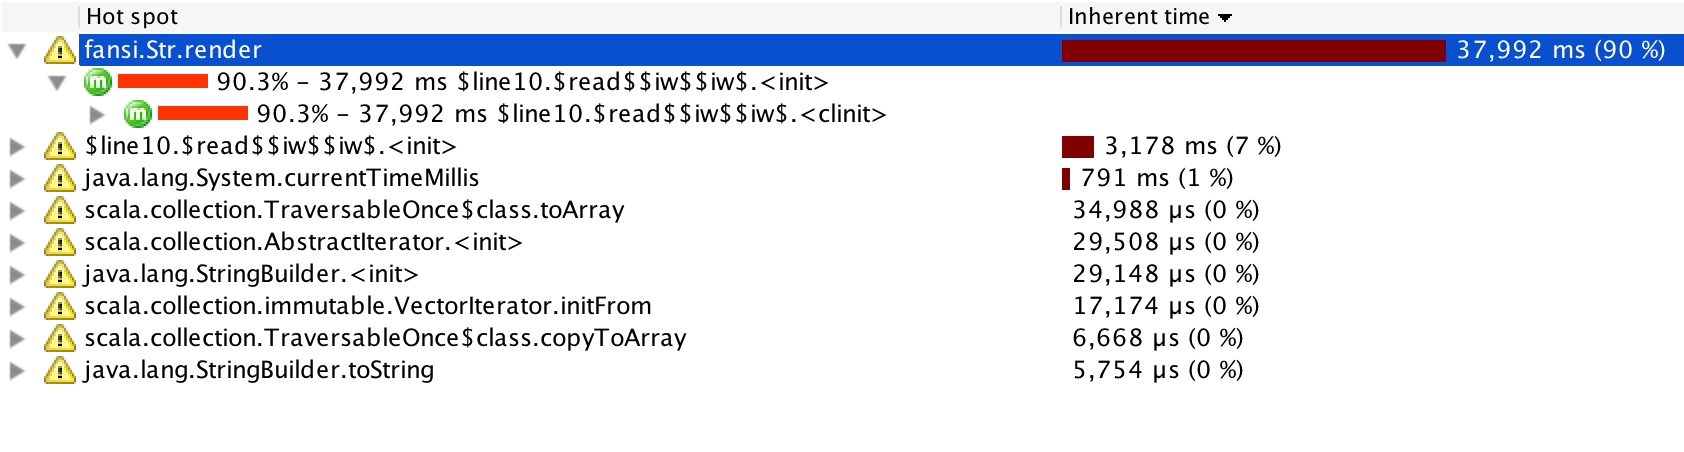 Hot spot Inherent time
fansi.Str.render 37,992 ms (90 %)
m 90.3% – 37,992 ms $line10.$read$$iw$$iw$.<init>
m 90.3% – 37,992 ms $line10.$read$$iw$$iw$.<clinit>
$line10.$read$$iw$$iw$.<init> 3,178 ms (7 %)
java.lang.System.currentTimeMillis 791 ms (1 %)
scala.collection.TraversableOnce$class.toArray 34,988 µs (0 %)
scala.collection.AbstractIterator.<init> 29,508 µs (0 %)
java.lang.StringBuilder.<init> 29,148 µs (0 %)
scala.collection.immutable.VectorIterator.initFrom 17,174 µs (0 %)
scala.collection.TraversableOnce$class.copyToArray 6,668 µs (0 %)
java.lang.StringBuilder.toString 5,754 µs (0 %)